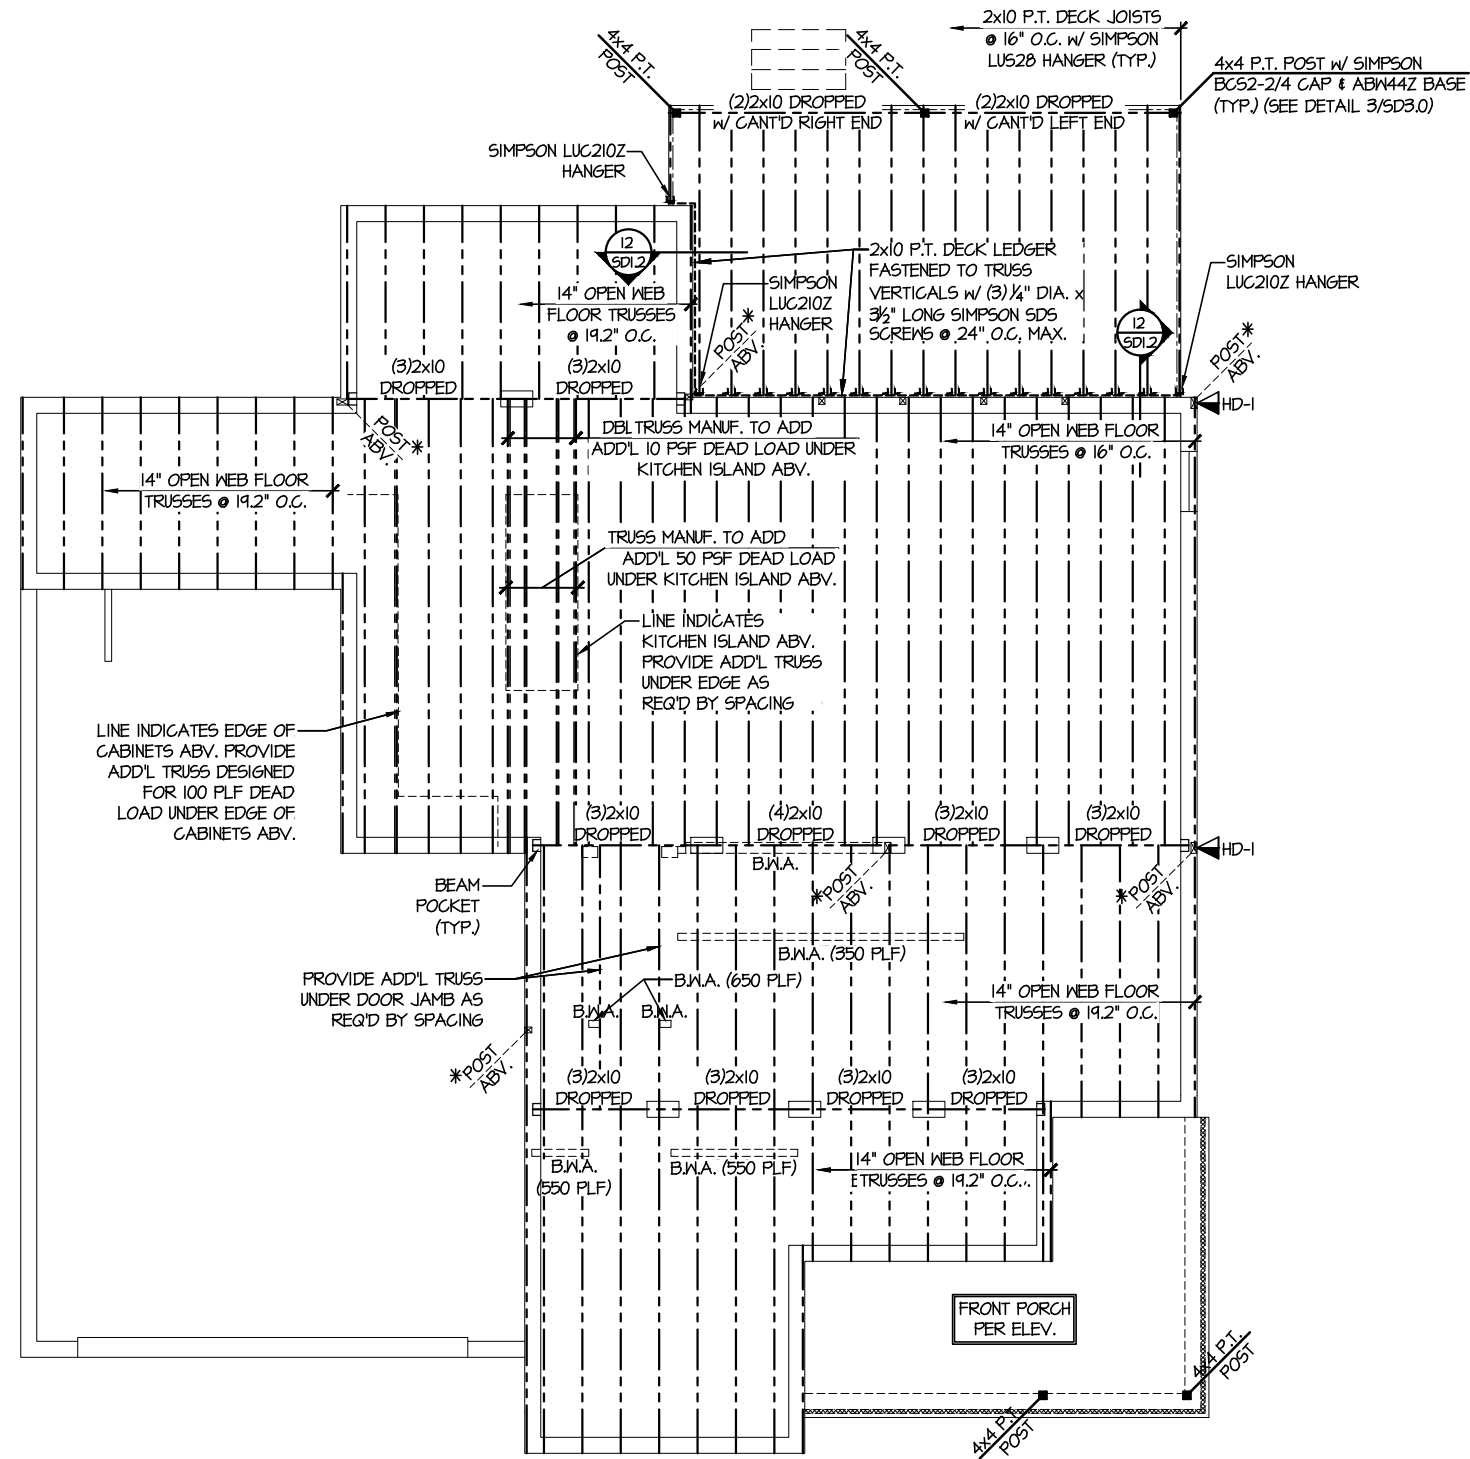 2x10 P.T. DECK JOISTS
@ 16" O.C. W/ SIMPSON
LUS28 HANGER (TYP.)
4x4 P.T.
POST
4x4 P.T.
POST
4x4 P.T. POST W/ SIMPSON
BCS2-2/4 CAP & ABW44Z BASE
(TYP.) (SEE DETAIL 3/SD3.0)
(2)2x10 DROPPED
W/ CANT'D RIGHT END
(2)2x10 DROPPED
W/ CANT'D LEFT END
SIMPSON LUC210Z
HANGER
12
SD1.2
2x10 P.T. DECK LEDGER
FASTENED TO TRUSS
VERTICALS W/ (3) 1/4" DIA. x
3 1/2" LONG SIMPSON SDS
SCREWS @ 24" O.C. MAX.
SIMPSON
LUC210Z HANGER
SIMPSON
LUC210Z
HANGER
14" OPEN WEB
FLOOR TRUSSES
@ 19.2" O.C.
12
SD1.2
POST*
ABV.
POST*
ABV.
(3)2x10
DROPPED
(3)2x10
DROPPED
HD-1
POST*
ABV.
DBL TRUSS MANUF. TO ADD
ADD'L 10 PSF DEAD LOAD UNDER
KITCHEN ISLAND ABV.
14" OPEN WEB FLOOR
TRUSSES @ 16" O.C.
14" OPEN WEB FLOOR
TRUSSES @ 19.2" O.C.
TRUSS MANUF. TO ADD
ADD'L 50 PSF DEAD LOAD
UNDER KITCHEN ISLAND ABV.
LINE INDICATES
KITCHEN ISLAND ABV.
PROVIDE ADD'L TRUSS
UNDER EDGE AS
REQ'D BY SPACING
LINE INDICATES EDGE OF
CABINETS ABV. PROVIDE
ADD'L TRUSS DESIGNED
FOR 100 PLF DEAD
LOAD UNDER EDGE OF
CABINETS ABV.
(3)2x10
DROPPED
(4)2x10
DROPPED
(3)2x10
DROPPED
(3)2x10
DROPPED
HD-1
B.W.A.
BEAM
POCKET
(TYP.)
*POST
ABV.
*POST
ABV.
B.W.A. (350 PLF)
PROVIDE ADD'L TRUSS
UNDER DOOR JAMB AS
REQ'D BY SPACING
B.W.A. (650 PLF)
B.W.A.
B.W.A.
14" OPEN WEB FLOOR
TRUSSES @ 19.2" O.C.
*POST
ABV.
(3)2x10
DROPPED
(3)2x10
DROPPED
(3)2x10
DROPPED
(3)2x10
DROPPED
B.W.A.
(550 PLF)
B.W.A. (550 PLF)
14" OPEN WEB FLOOR
TRUSSES @ 19.2" O.C.
FRONT PORCH
PER ELEV.
4x4 P.T.
POST
4x4 P.T.
POST